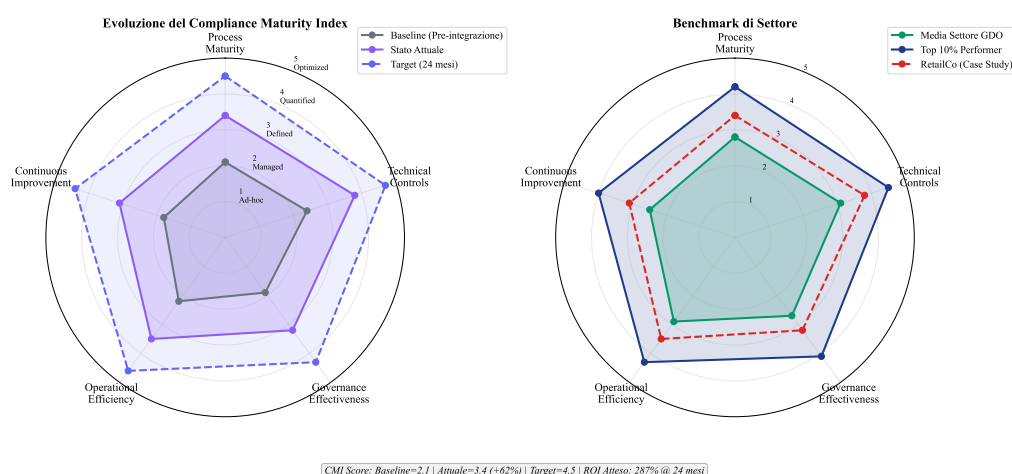 Evoluzione del Compliance Maturity Index
Baseline (Pre-integrazione)
Stato Attuale
Target (24 mesi)
Process
Maturity
5
Optimized
4
Quantified
3
Defined
2
Managed
1
Ad-hoc
Continuous
Improvement
Technical
Controls
Operational
Efficiency
Governance
Effectiveness
Benchmark di Settore
Media Settore GDO
Top 10% Performer
RetailCo (Case Study)
Process
Maturity
5
4
3
2
1
Continuous
Improvement
Technical
Controls
Operational
Efficiency
Governance
Effectiveness
CMI Score: Baseline=2.1 | Attuale=3.4 (+62%) | Target=4.5 | ROI Atteso: 287% @ 24 mesi